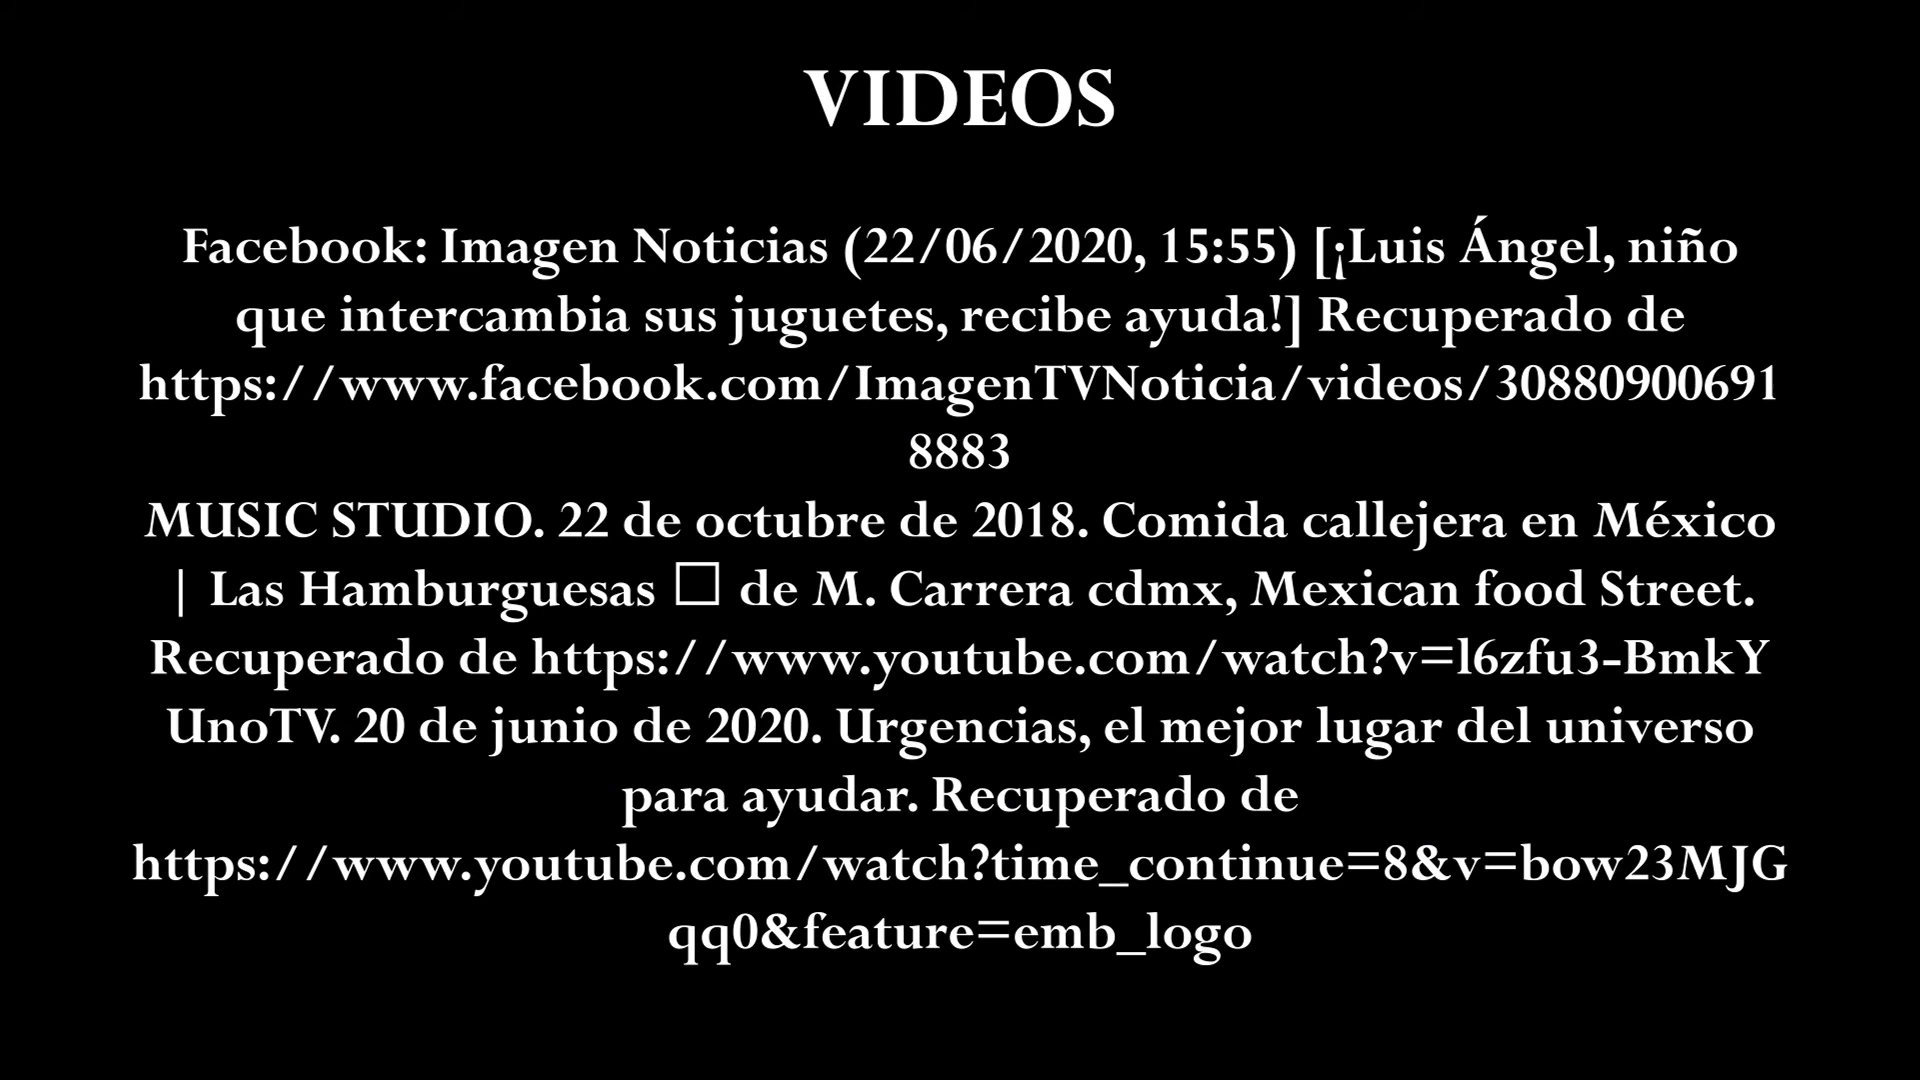 VIDEOS
Facebook: Imagen Noticias (22/06/2020, 15:55) [¡Luis Ángel, niño
que intercambia sus juguetes, recibe ayuda!] Recuperado de
https://www.facebook.com/ImagenTVNoticia/videos/30880900691
8883
MUSIC STUDIO. 22 de octubre de 2018. Comida callejera en México
| Las Hamburguesas □ de M. Carrera cdmx, Mexican food Street.
Recuperado de https://www.youtube.com/watch?v=l6zfu3-BmkY
UnoTV. 20 de junio de 2020. Urgencias, el mejor lugar del universo
para ayudar. Recuperado de
https://www.youtube.com/watch?time_continue=8&v=bow23MJG
qq0&feature=emb_logo